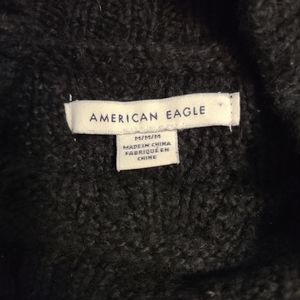 AMERICAN EAGLE
M/M/M
MADE IN CHINA
FABRIQUÉ EN
CHINE